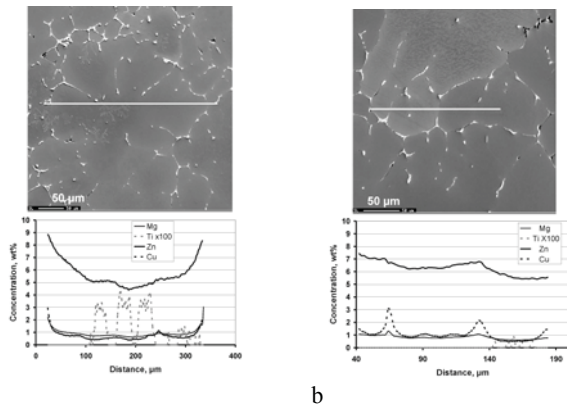 50 µm
50 µm
Concentration, wt%
10
9
8
7
6
5
4
3
2
1
0
Mg
Ti x100
Zn
Cu
0
100
200
300
400
Distance, µm
Concentration, wt%
10
9
8
7
6
5
4
3
2
1
0
Mg
Ti X100
Zn
Cu
40
90
140
190
Distance, µm
b